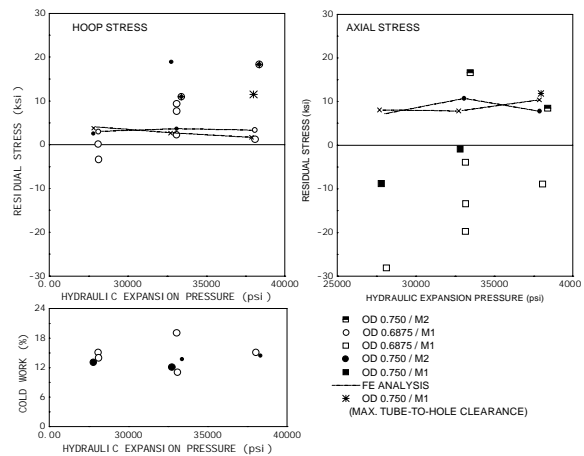 HOOP STRESS
RESIDUAL STRESS (ksi)
30
20
10
0
-10
-20
-30
0.00 30000 35000 40000
HYDRAULIC EXPANSION PRESSURE (psi)
AXIAL STRESS
RESIDUAL STRESS (ksi)
30
20
10
0
-10
-20
-30
25000 30000 35000 4000
HYDRAULIC EXPANSION PRESSURE (psi)
COLD WORK (%)
24
18
12
6
0.00
0.00 30000 35000 40000
HYDRAULIC EXPANSION PRESSURE (psi)
OD 0.750 / M2
OD 0.6875 / M1
OD 0.6875 / M1
OD 0.750 / M2
OD 0.750 / M1
FE ANALYSIS
OD 0.750 / M1
(MAX. TUBE-TO-HOLE CLEARANCE)